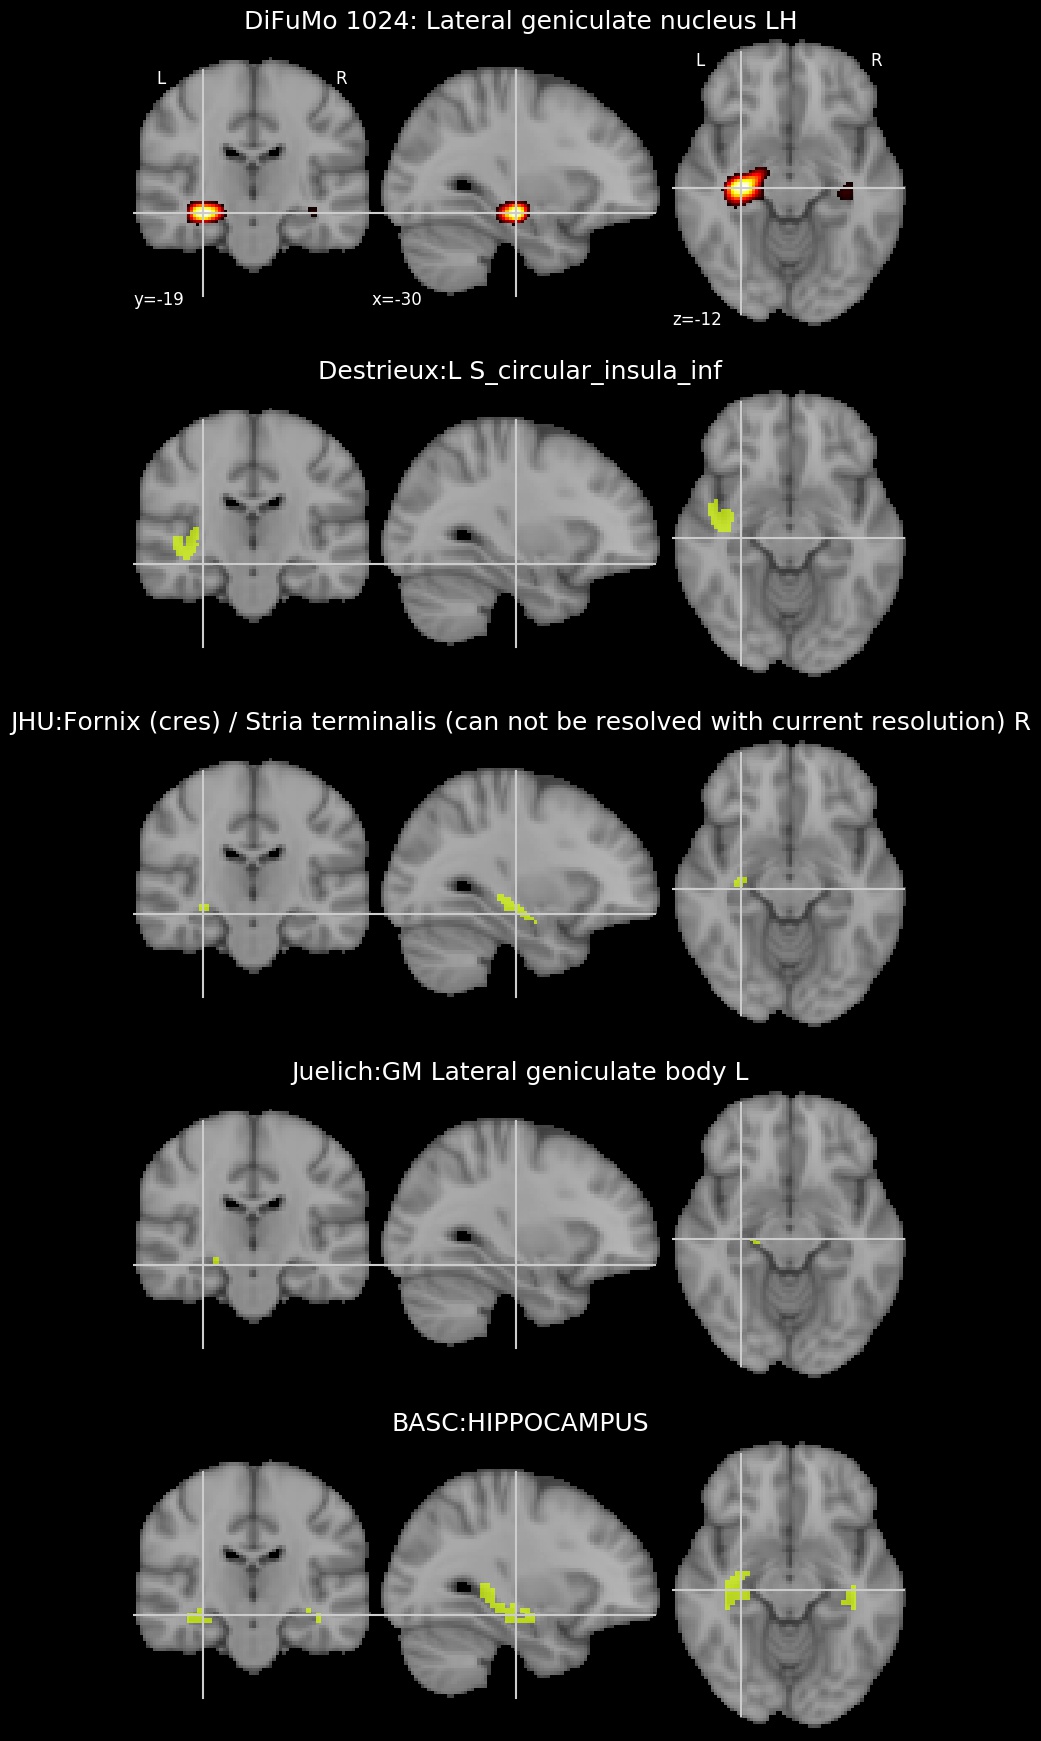 DiFuMo 1024: Lateral geniculate nucleus LH
L R L R
y=-19 x=-30 z=-12
Destrieux:L S_circular_insula_inf
JHU:Fornix (cres) / Stria terminalis (can not be resolved with current resolution) R
Juelich:GM Lateral geniculate body L
BASC:HIPPOCAMPUS